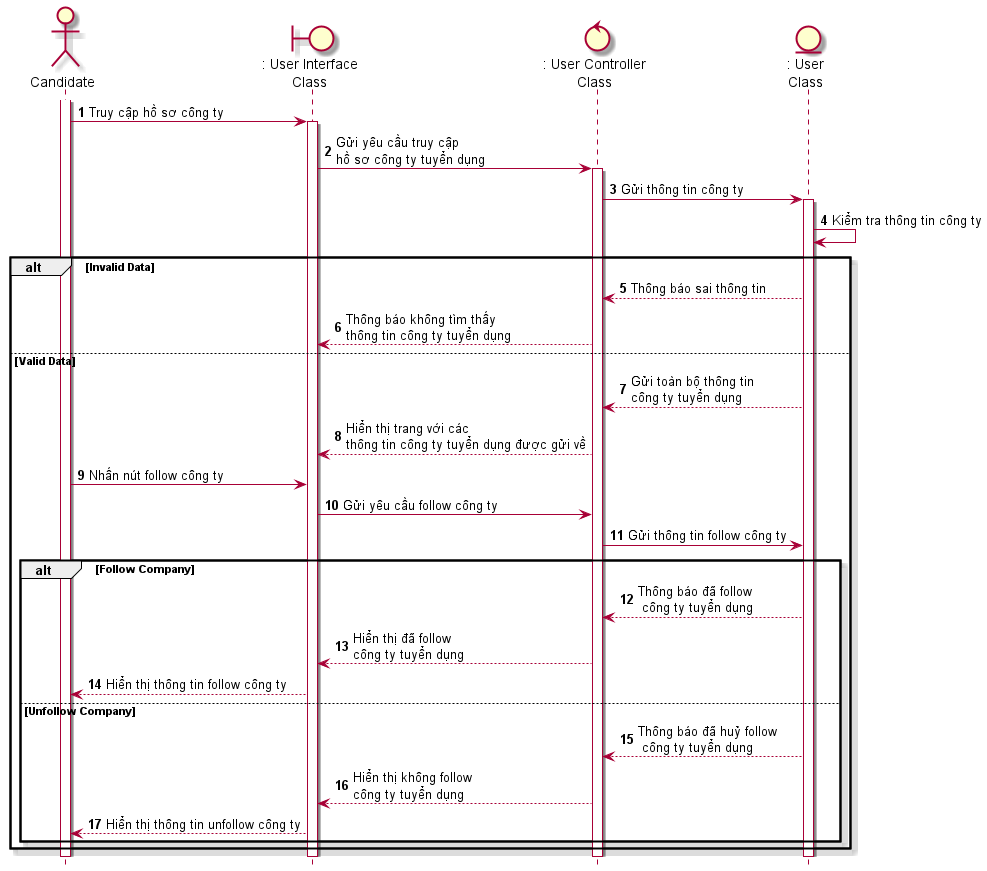 Candidate
: User Interface
Class
: User Controller
Class
: User
Class
1 Truy cập hồ sơ công ty
2 Gửi yêu cầu truy cập
hồ sơ công ty tuyển dụng
3 Gửi thông tin công ty
4 Kiểm tra thông tin công ty
alt [Invalid Data]
5 Thông báo sai thông tin
6 Thông báo không tìm thấy
thông tin công ty tuyển dụng
[Valid Data]
7 Gửi toàn bộ thông tin
công ty tuyển dụng
8 Hiển thị trang với các
thông tin công ty tuyển dụng được gửi về
9 Nhấn nút follow công ty
10 Gửi yêu cầu follow công ty
11 Gửi thông tin follow công ty
alt [Follow Company]
12 Thông báo đã follow
công ty tuyển dụng
13 Hiển thị đã follow
công ty tuyển dụng
14 Hiển thị thông tin follow công ty
[Unfollow Company]
15 Thông báo đã huỷ follow
công ty tuyển dụng
16 Hiển thị không follow
công ty tuyển dụng
17 Hiển thị thông tin unfollow công ty